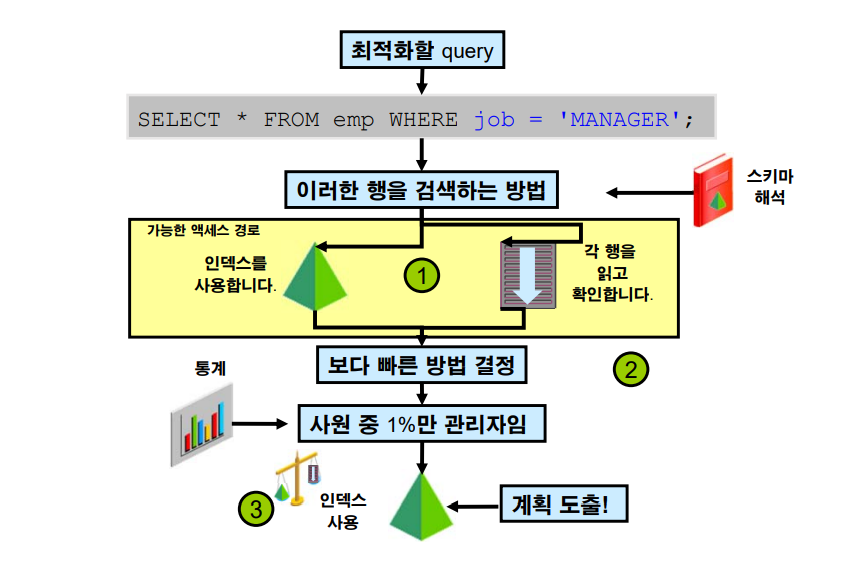 최적화할 query
SELECT * FROM emp WHERE job = 'MANAGER';
이러한 행을 검색하는 방법
스키마
해석
가능한 액세스 경로
인덱스를
사용합니다.
1
각 행을
읽고
확인합니다.
보다 빠른 방법 결정
2
통계
사원 중 1%만 관리자임
3
인덱스
사용
계획 도출!